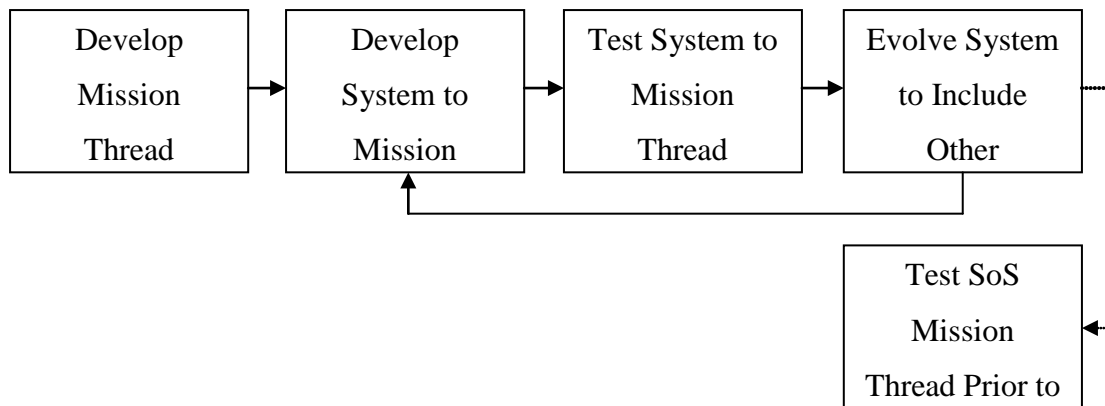 Develop
Mission
Thread
Develop
System to
Mission
Test System to
Mission
Thread
Evolve System
to Include
Other
Test SoS
Mission
Thread Prior to